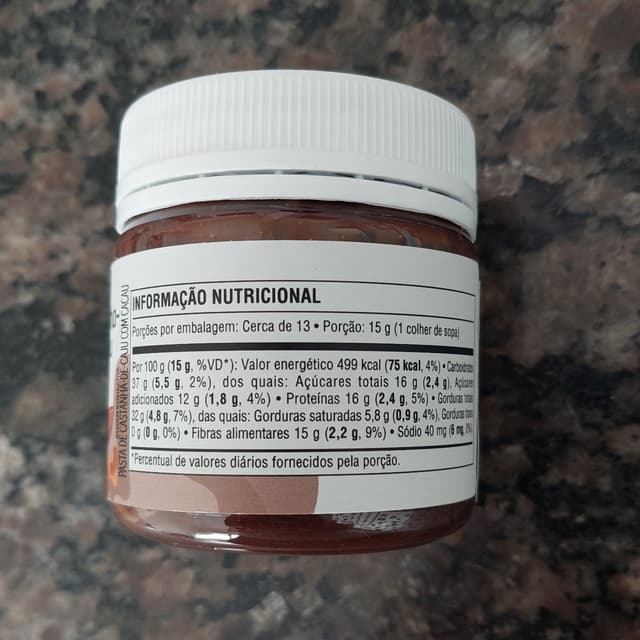 INFORMAÇÃO NUTRICIONAL
Porções por embalagem: Cerca de 13 • Porção: 15 g (1 colher de sopa)
Por 100 g (15 g, %VD*): Valor energético 499 kcal (75 kcal, 4%) • Carboidratos
37 g (5,5 g, 2%), dos quais: Açúcares totais 16 g (2,4 g), Açúcares
adicionados 12 g (1,8 g, 4%) • Proteínas 16 g (2,4 g, 5%) • Gorduras totais
32 g (4,8 g, 7%), das quais: Gorduras saturadas 5,8 g (0,9 g, 4%), Gorduras trans
0 g (0 g, 0%) • Fibras alimentares 15 g (2,2 g, 9%) • Sódio 40 mg (6 mg, 0%)
*Percentual de valores diários fornecidos pela porção.
PASTA DE CASTANHA-DE-CAJU COM CACAU